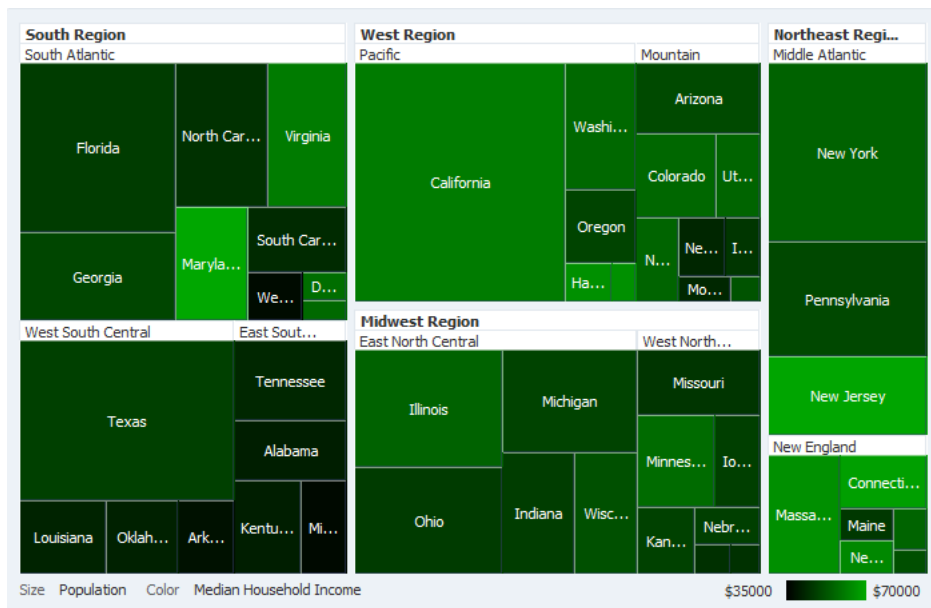 South Region
South Atlantic
Florida
North Car...
Virginia
Georgia
Maryla...
South Car...
We...
D...
West South Central
East Sout...
Texas
Tennessee
Alabama
Louisiana
Oklah...
Ark...
Kentu...
Mi...
West Region
Pacific
Mountain
California
Washi...
Oregon
Ha...
Arizona
Colorado
Ut...
N...
Ne...
I...
Mo...
Midwest Region
East North Central
West North...
Illinois
Michigan
Ohio
Indiana
Wisc...
Missouri
Minnes...
Io...
Kan...
Nebr...
Northeast Regi...
Middle Atlantic
New York
Pennsylvania
New Jersey
New England
Massa...
Connecti...
Maine
Ne...
Size Population Color Median Household Income $35000 $70000